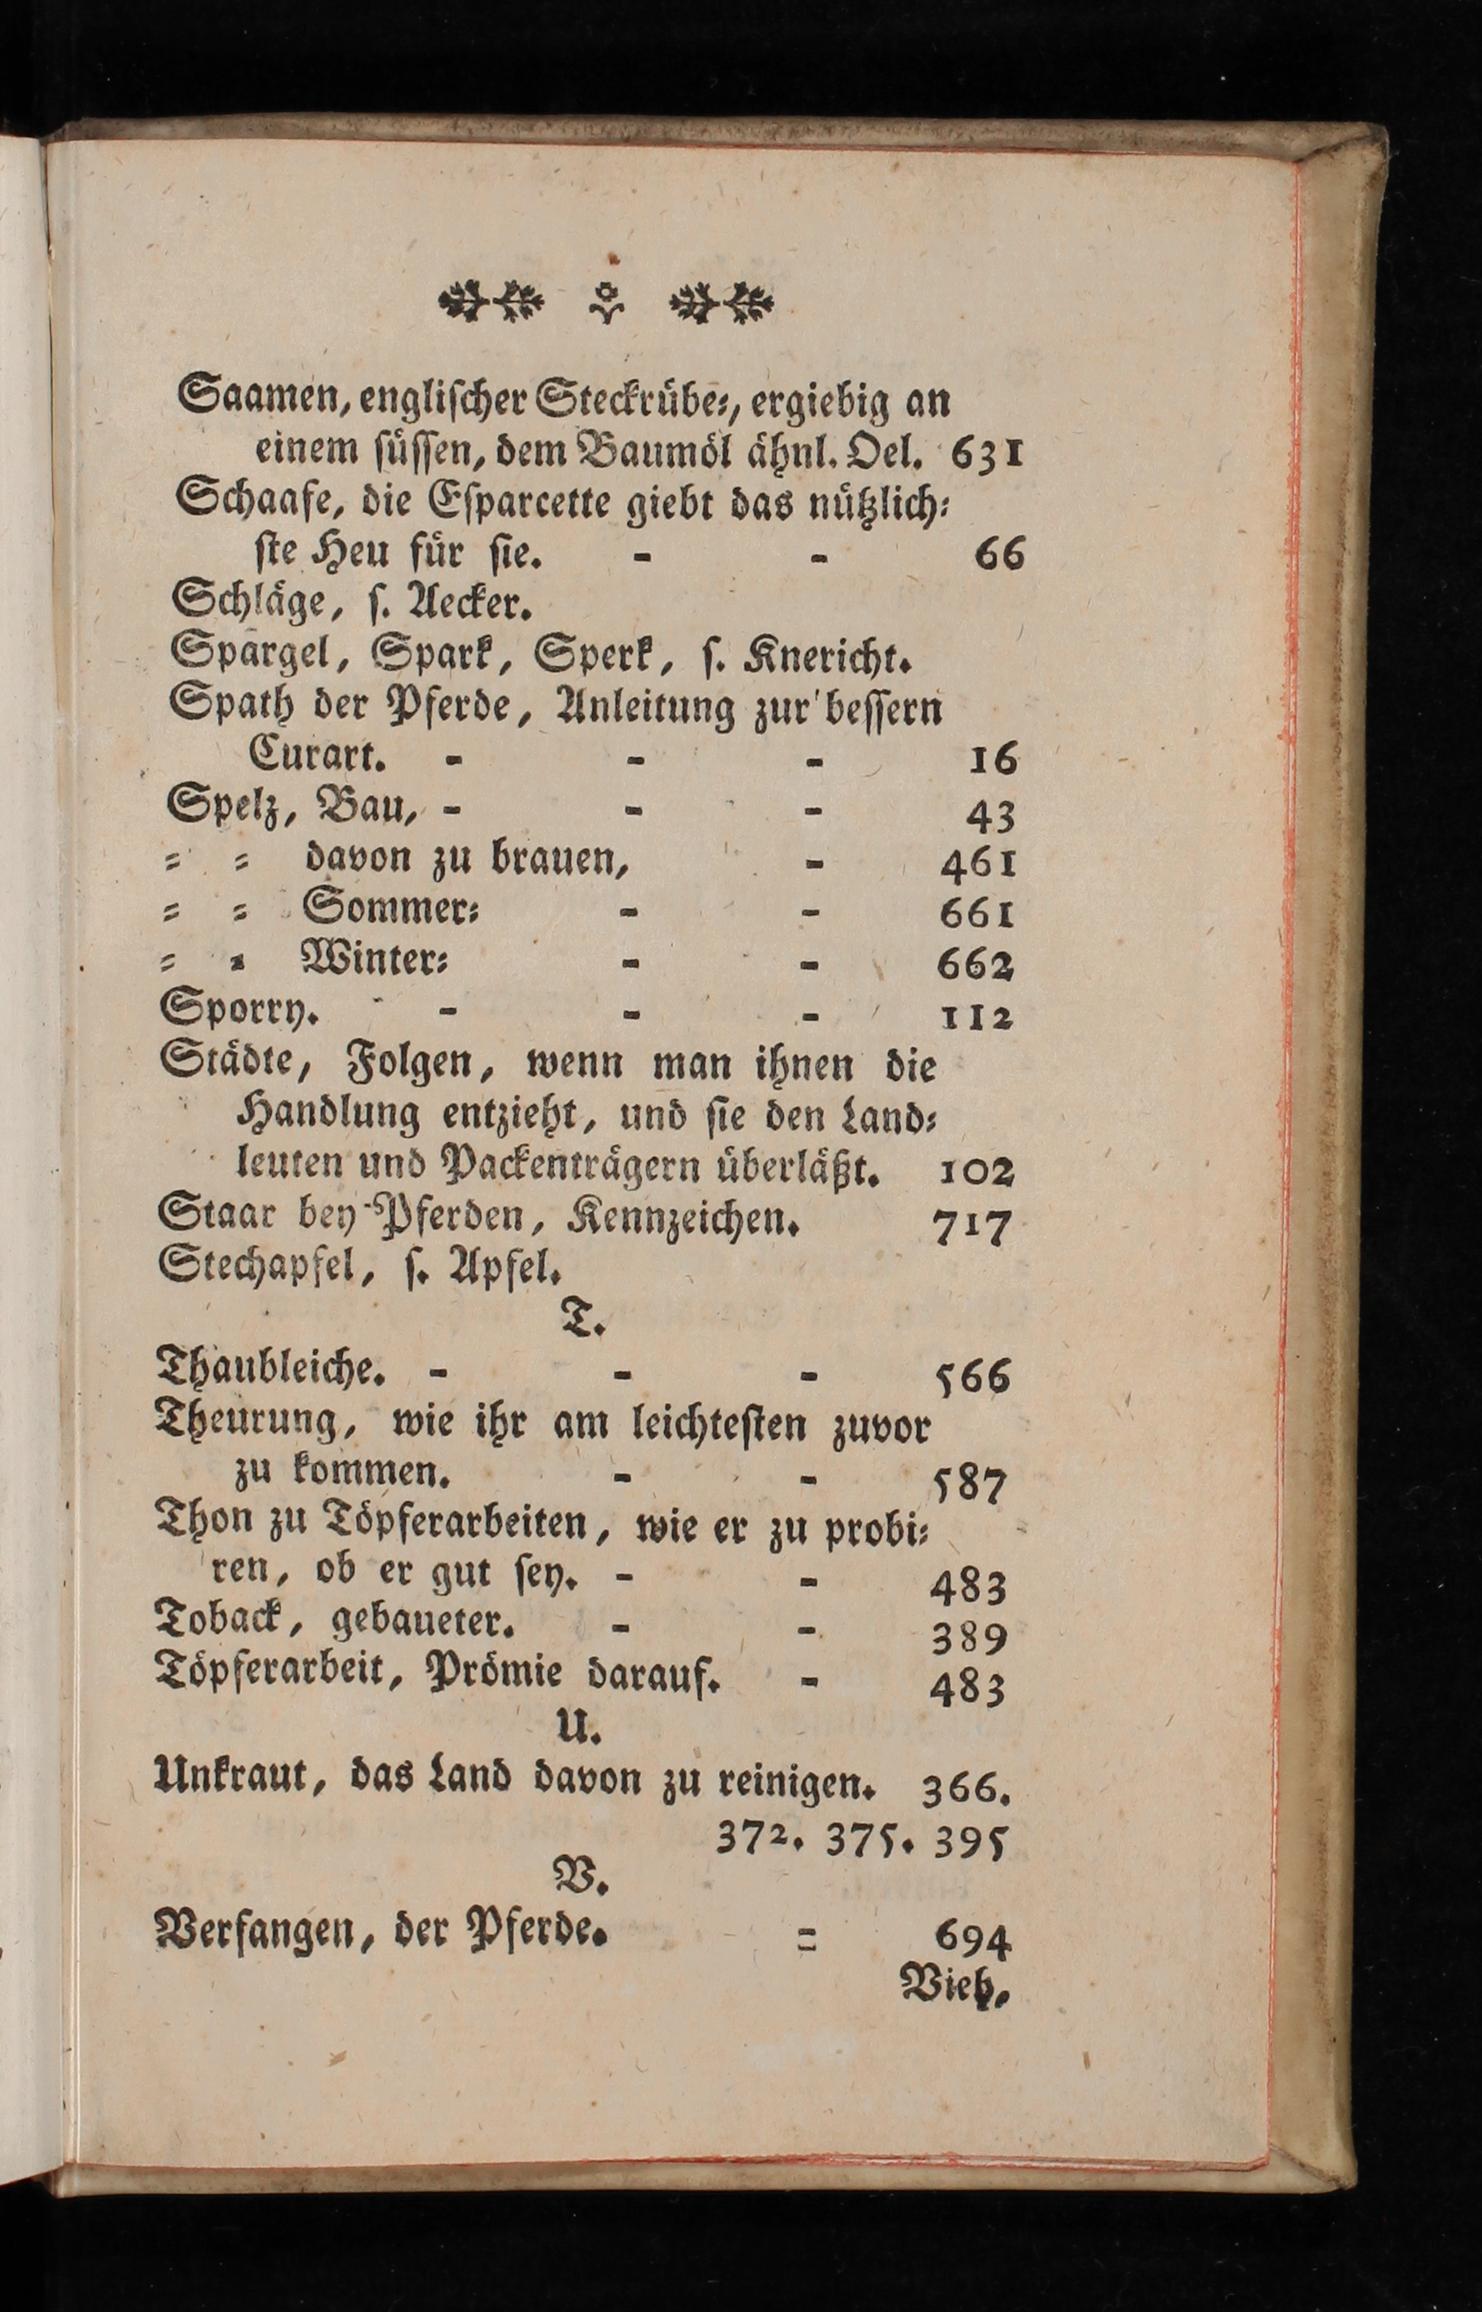 Saamen, englischer Steckrübe⸗, ergiebig an
einem süssen, dem Baumöl ähnl. Oel. 631
Schaafe, die Esparcette giebt das nützlich⸗
ste Heu für sie. - - 66
Schläge, s. Aecker.
Spärgel, Spark, Sperk, s. Knericht.
Spath der Pferde, Anleitung zur bessern
Curart. - - - 16
Spelz, Bau, - - - 43
⸗ ⸗ davon zu brauen, - 461
⸗ ⸗ Sommer⸗ - - 661
⸗ ⸗ Winter⸗ - - 662
Sporry. - - - 112
Städte, Folgen, wenn man ihnen die
Handlung entzieht, und sie den Land⸗
leuten und Packenträgern überläßt. 102
Staar bey Pferden, Kennzeichen. 717
Stechapfel, s. Apfel.
T.
Thaubleiche. - - - 566
Theurung, wie ihr am leichtesten zuvor
zu kommen. - - 587
Thon zu Töpferarbeiten, wie er zu probi⸗
ren, ob er gut sey. - - 483
Toback, gebaueter. - - 389
Töpferarbeit, Prömie darauf. - 483
U.
Unkraut, das Land davon zu reinigen. 366.
372. 375. 395
V.
Verfangen, der Pferde. ⸗ 694
Vieh,